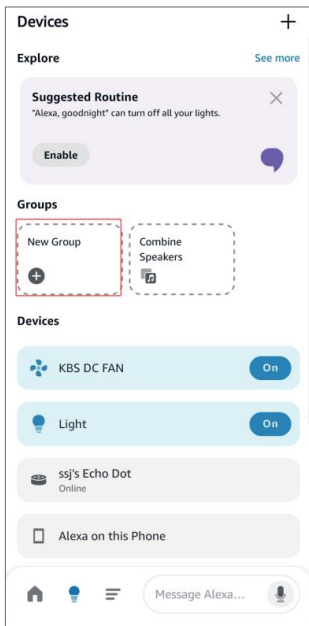 Devices
Explore
See more
Suggested Routine
"Alexa, goodnight" can turn off all your lights.
Enable
Groups
New Group
Combine
Speakers
Devices
KBS DC FAN
On
Light
On
ssj's Echo Dot
Online
Alexa on this Phone
Message Alexa...